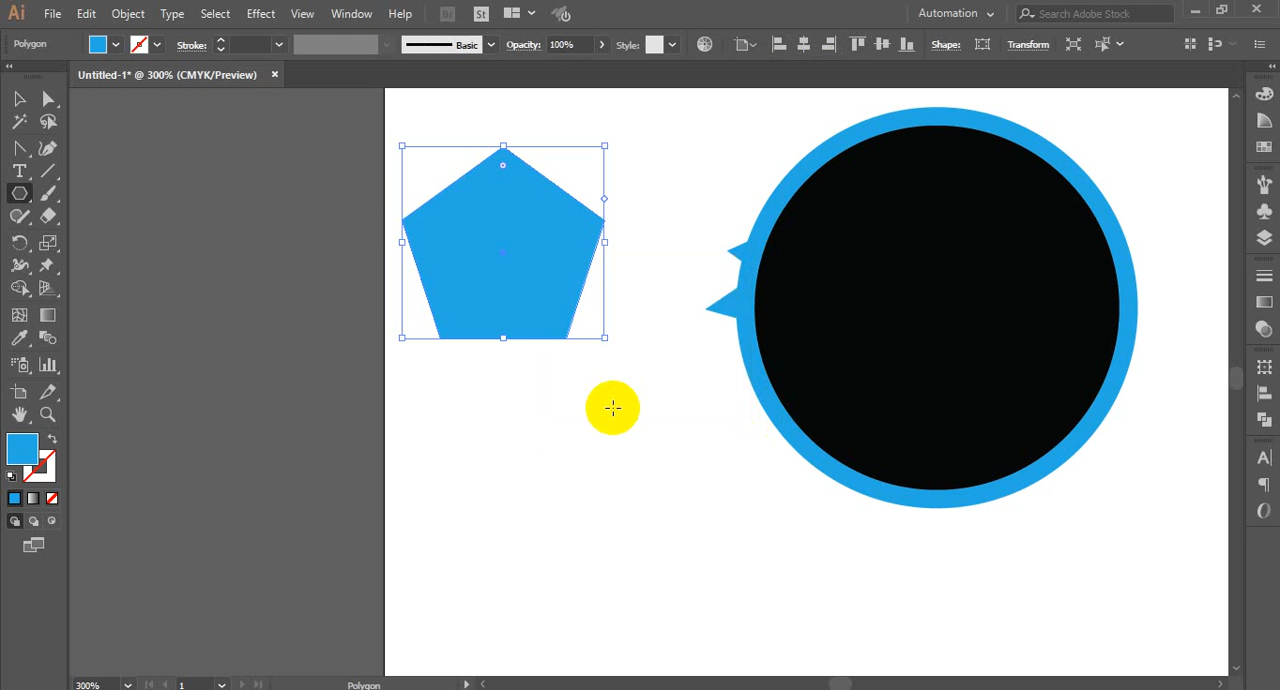 Ai File Edit Object Type Select Effect View Window Help Br St Automation Search Adobe Stock
Polygon Stroke: Basic Opacity: 100% Style: Shape: Transform
Untitled-1* @ 300% (CMYK/Preview) ×
300% 1 Polygon